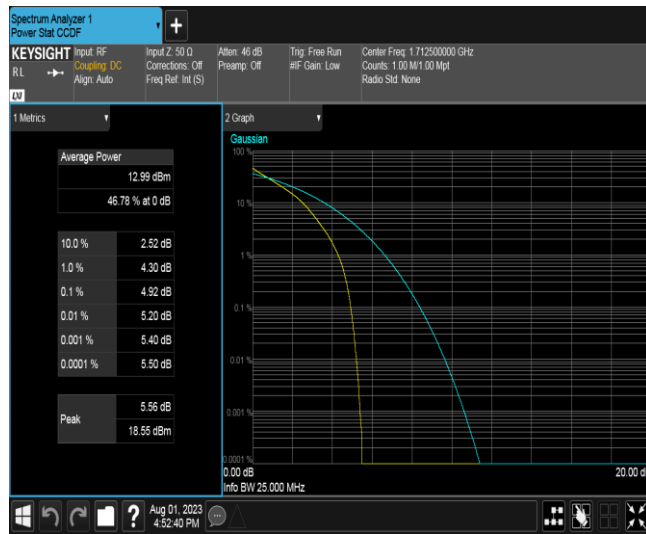 Spectrum Analyzer 1
Power Stat CCDF
+
KEYSIGHT
RL
LXI
Input: RF
Coupling: DC
Align: Auto
Input Z: 50 Ω
Corrections: Off
Freq Ref: Int (S)
Atten: 46 dB
Preamp: Off
Trig: Free Run
#IF Gain: Low
Center Freq: 1.712500000 GHz
Counts: 1.00 M/1.00 Mpt
Radio Std: None
1 Metrics
Average Power
12.99 dBm
46.78 % at 0 dB
10.0 % 2.52 dB
1.0 % 4.30 dB
0.1 % 4.92 dB
0.01 % 5.20 dB
0.001 % 5.40 dB
0.0001 % 5.50 dB
Peak
5.56 dB
18.55 dBm
2 Graph
Gaussian
100 %
10 %
1 %
0.1 %
0.01 %
0.001 %
0.0001 %
0.00 dB 20.00 d
Info BW 25.000 MHz
?
Aug 01, 2023
4:52:40 PM